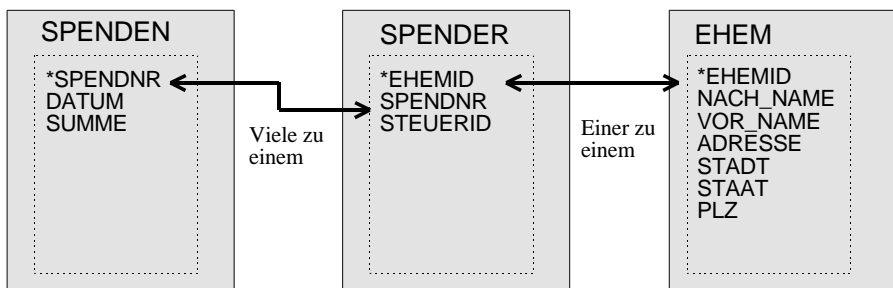 SPENDEN
*SPENDNR
DATUM
SUMME
Viele zu
einem
SPENDER
*EHEMID
SPENDNR
STEUERID
Einer zu
einem
EHEM
*EHEMID
NACH_NAME
VOR_NAME
ADRESSE
STADT
STAAT
PLZ